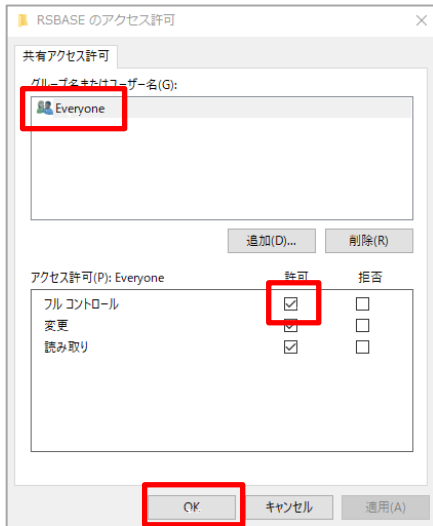 RSBASE のアクセス許可
共有アクセス許可
グループ名またはユーザー名(G):
Everyone
追加(D)... 削除(R)
アクセス許可(P): Everyone 許可 拒否
フル コントロール
変更
読み取り
OK キャンセル 適用(A)